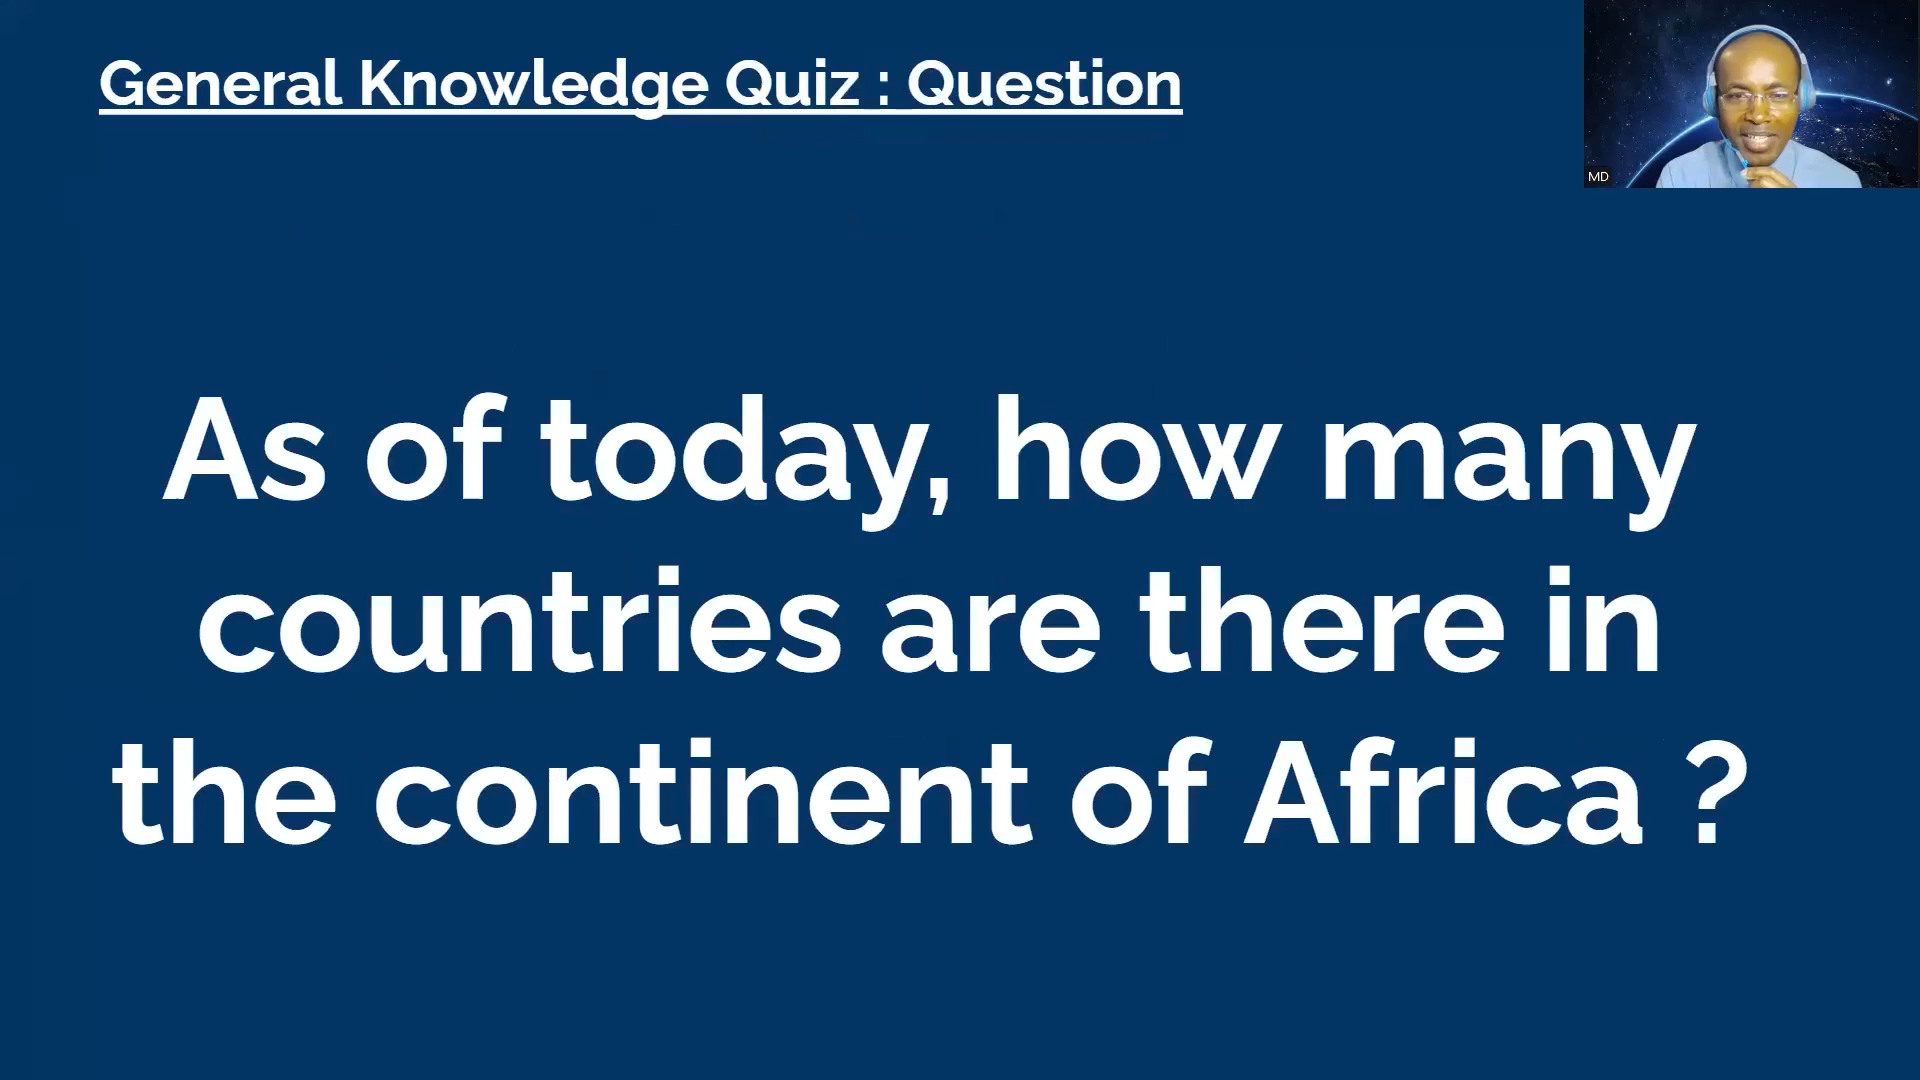 General Knowledge Quiz : Question
MD
As of today, how many
countries are there in
the continent of Africa ?